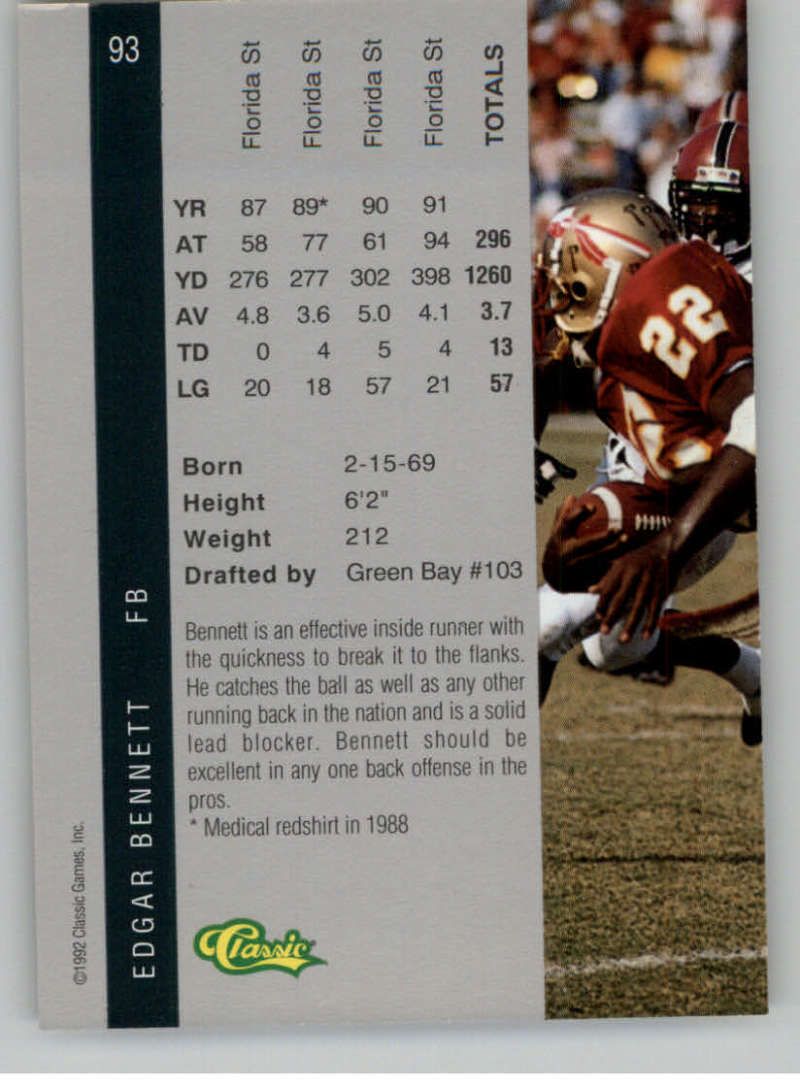 93
Florida St Florida St Florida St Florida St TOTALS
YR 87 89* 90 91
AT 58 77 61 94 296
YD 276 277 302 398 1260
AV 4.8 3.6 5.0 4.1 3.7
TD 0 4 5 4 13
LG 20 18 57 21 57
Born 2-15-69
Height 6'2"
Weight 212
Drafted by Green Bay #103
Bennett is an effective inside runner with
the quickness to break it to the flanks.
He catches the ball as well as any other
running back in the nation and is a solid
lead blocker. Bennett should be
excellent in any one back offense in the
pros.
* Medical redshirt in 1988
EDGAR BENNETT FB
©1992 Classic Games, Inc.
Classic
22